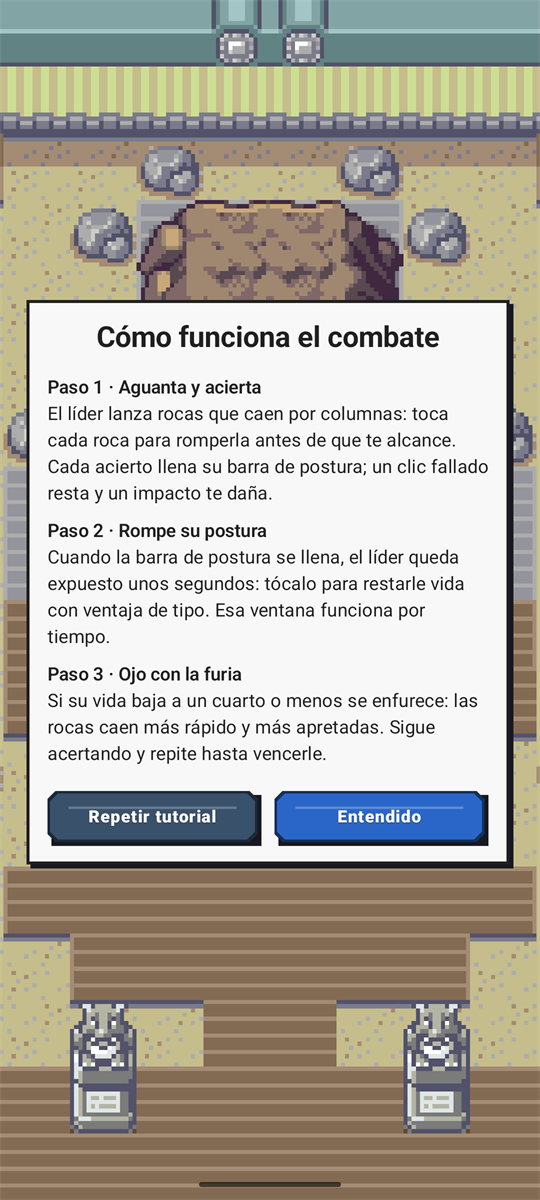 Cómo funciona el combate
Paso 1 · Aguanta y acierta
El líder lanza rocas que caen por columnas: toca
cada roca para romperla antes de que te alcance.
Cada acierto llena su barra de postura; un clic fallado
resta y un impacto te daña.
Paso 2 · Rompe su postura
Cuando la barra de postura se llena, el líder queda
expuesto unos segundos: tócalo para restarle vida
con ventaja de tipo. Esa ventana funciona por
tiempo.
Paso 3 · Ojo con la furia
Si su vida baja a un cuarto o menos se enfurece: las
rocas caen más rápido y más apretadas. Sigue
acertando y repite hasta vencerle.
Repetir tutorial
Entendido